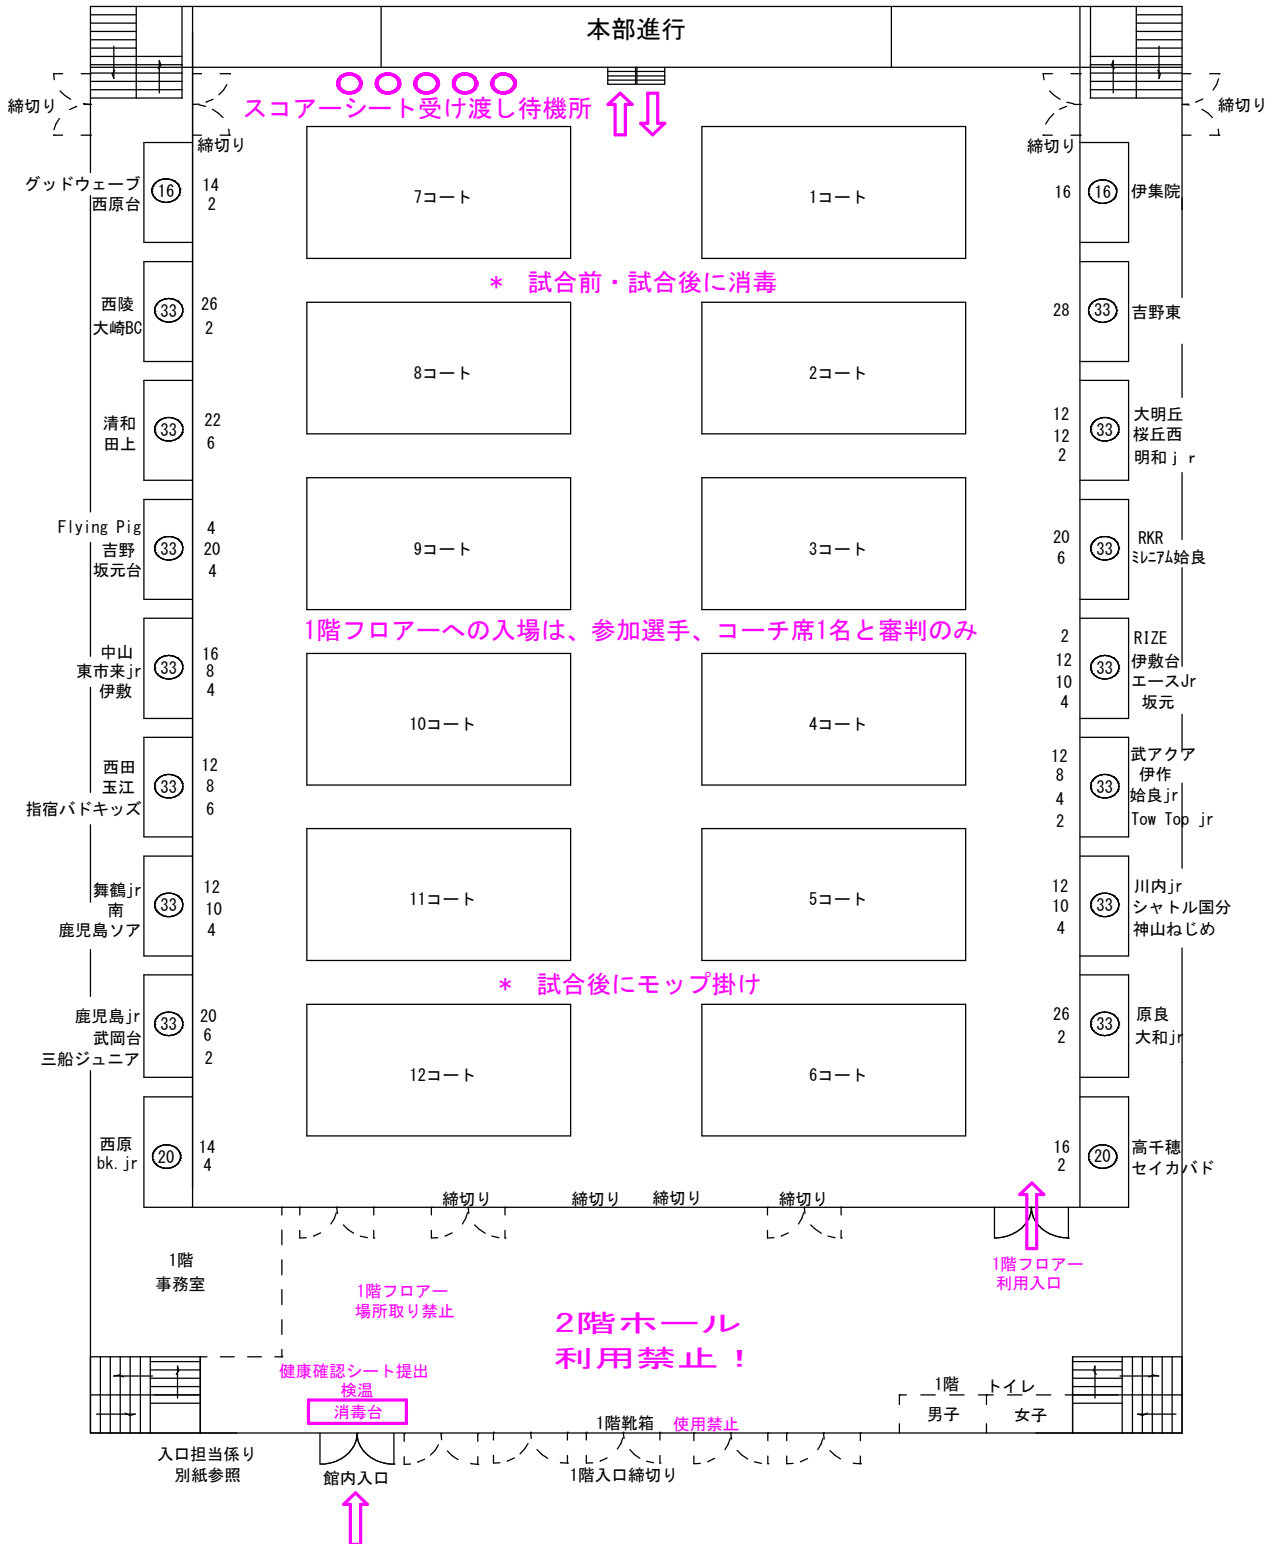 本部進行
スコアーシート受け渡し待機所
締切り
締切り
締切り
締切り
7コート
1コート
グッドウェーブ
西原台
16
14
2
16
16
伊集院
* 試合前・試合後に消毒
西陵
大崎BC
33
26
2
28
33
吉野東
8コート
2コート
清和
田上
33
22
6
12
12
2
33
大明丘
桜丘西
明和ｊｒ
9コート
3コート
Flying Pig
吉野
坂元台
33
4
20
4
20
6
33
RKR
ﾐﾚﾆｱﾑ姶良
1階フロアーへの入場は、参加選手、コーチ席1名と審判のみ
中山
東市来jr
伊敷
33
16
8
4
2
12
10
4
33
RIZE
伊敷台
エースJr
坂元
10コート
4コート
西田
玉江
指宿バドキッズ
33
12
8
6
12
8
4
2
33
武アクア
伊作
姶良jr
Tow Top jr
11コート
5コート
舞鶴jr
南
鹿児島ソア
33
12
10
4
12
10
4
33
川内jr
シャトル国分
神山ねじめ
* 試合後にモップ掛け
鹿児島jr
武岡台
三船ジュニア
33
20
6
2
26
2
33
原良
大和jr
12コート
6コート
西原
bk.jr
20
14
4
16
2
20
高千穂
セイカバド
締切り
締切り
締切り
締切り
1階
事務室
1階フロアー
場所取り禁止
1階フロアー
利用入口
2階ホール
利用禁止！
健康確認シート提出
検温
消毒台
1階 トイレ
男子
女子
1階靴箱 使用禁止
入口担当係り
別紙参照
館内入口
1階入口締切り